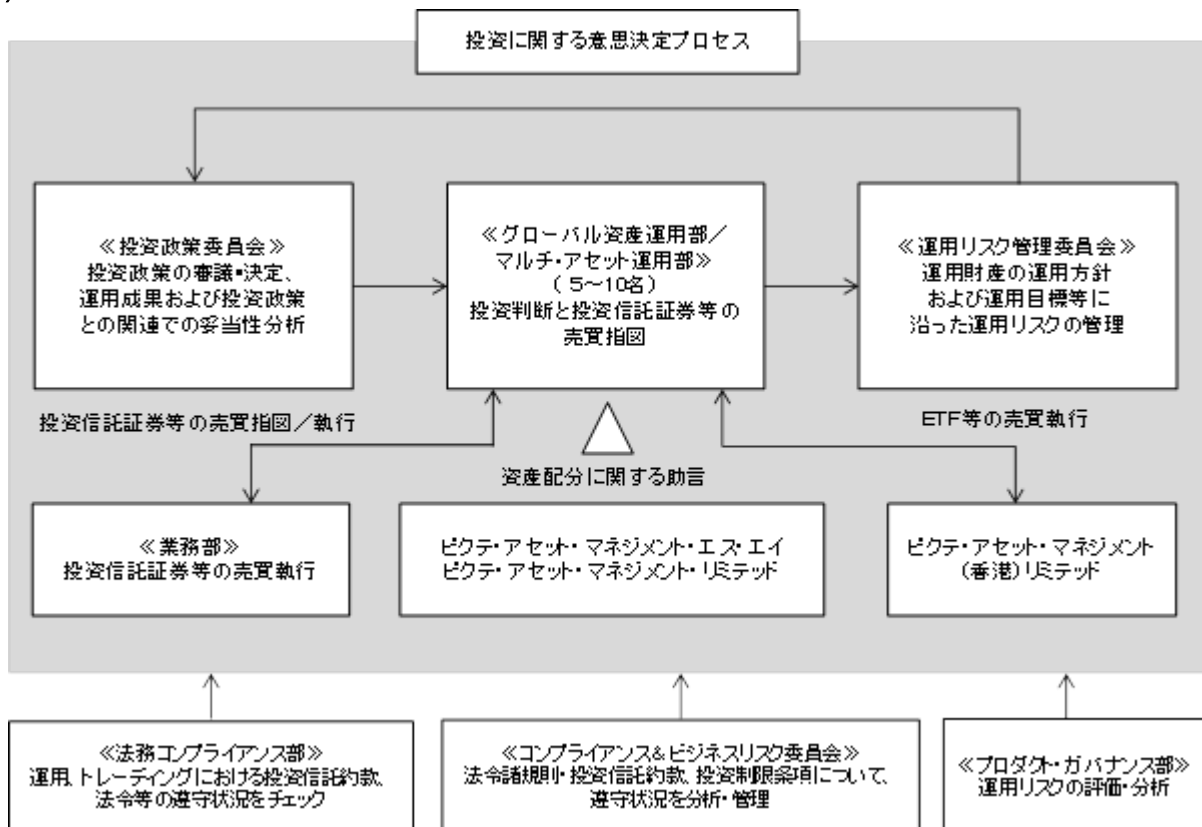 )
投資に関する意思決定プロセス
≪投資政策委員会≫
投資政策の審議・決定、
運用成果および投資政策
との関連での妥当性分析
≪グローバル資産運用部／
マルチ・アセット運用部≫
（5～10名）
投資判断と投資信託証券等の
売買指図
≪運用リスク管理委員会≫
運用財産の運用方針
および運用目標等に
沿った運用リスクの管理
投資信託証券等の売買指図／執行
ETF等の売買執行
資産配分に関する助言
≪業務部≫
投資信託証券等の売買執行
ピクテ・アセット・マネジメント・エス・エイ
ピクテ・アセット・マネジメント・リミテッド
ピクテ・アセット・マネジメント
(香港)リミテッド
≪法務コンプライアンス部≫
運用、トレーディングにおける投資信託約款、
法令等の遵守状況をチェック
≪コンプライアンス＆ビジネスリスク委員会≫
法令諸規則・投資信託約款、投資制限条項について、
遵守状況を分析・管理
≪プロダクト・ガバナンス部≫
運用リスクの評価・分析